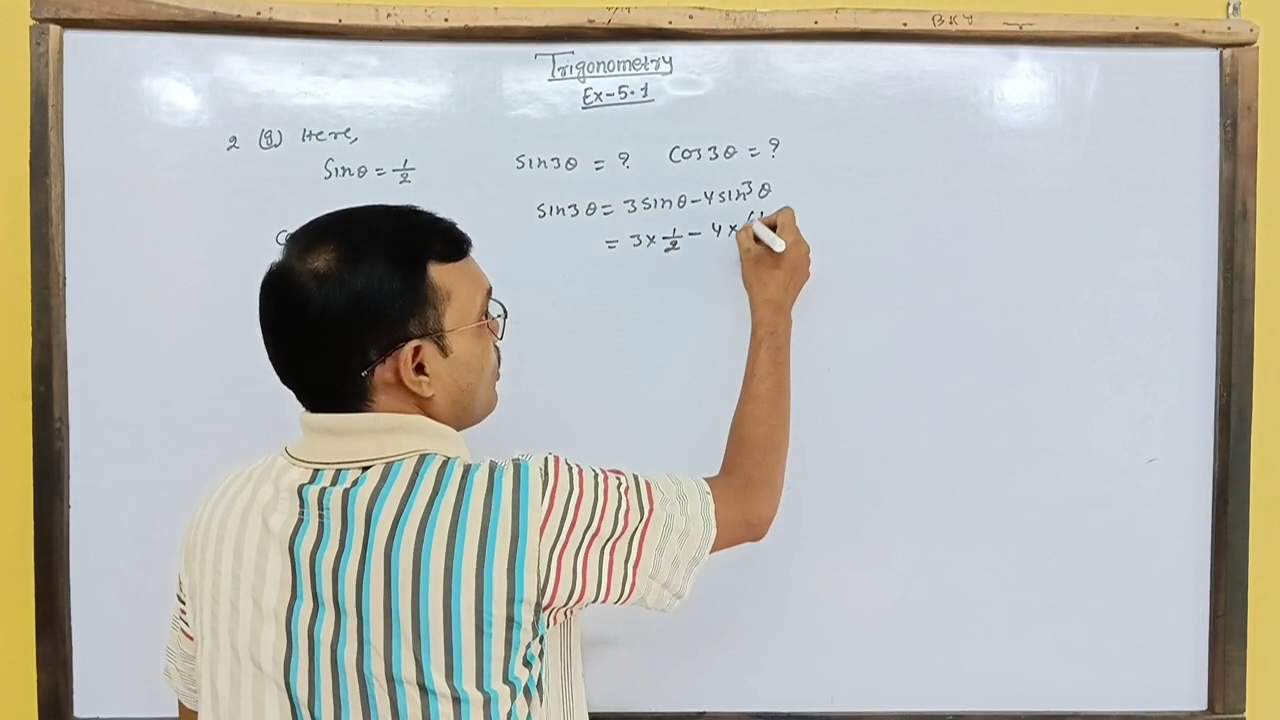 B K Y
Trigonometry
Ex-5.1
2 (g) Here,
Sinθ = 1/2
Sin3θ = ? Cos3θ = ?
Sin3θ = 3sinθ-4sin³θ
= 3×1/2 - 4×